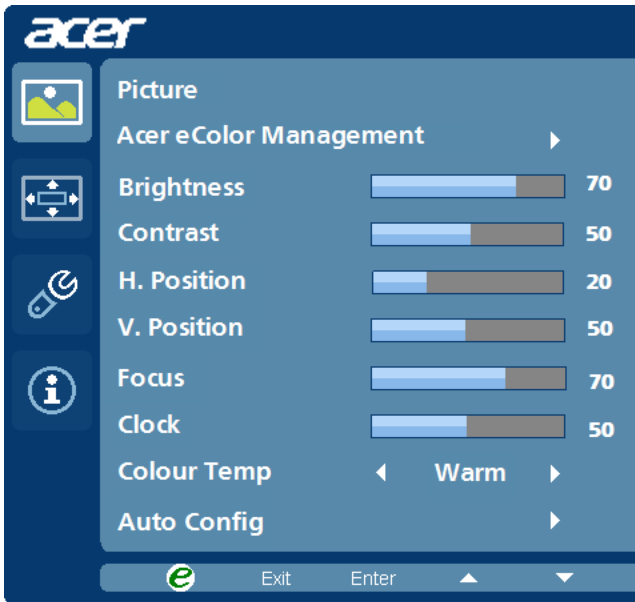 acer
Picture
Acer eColor Management
Brightness 70
Contrast 50
H. Position 20
V. Position 50
Focus 70
Clock 50
Colour Temp Warm
Auto Config
e Exit Enter